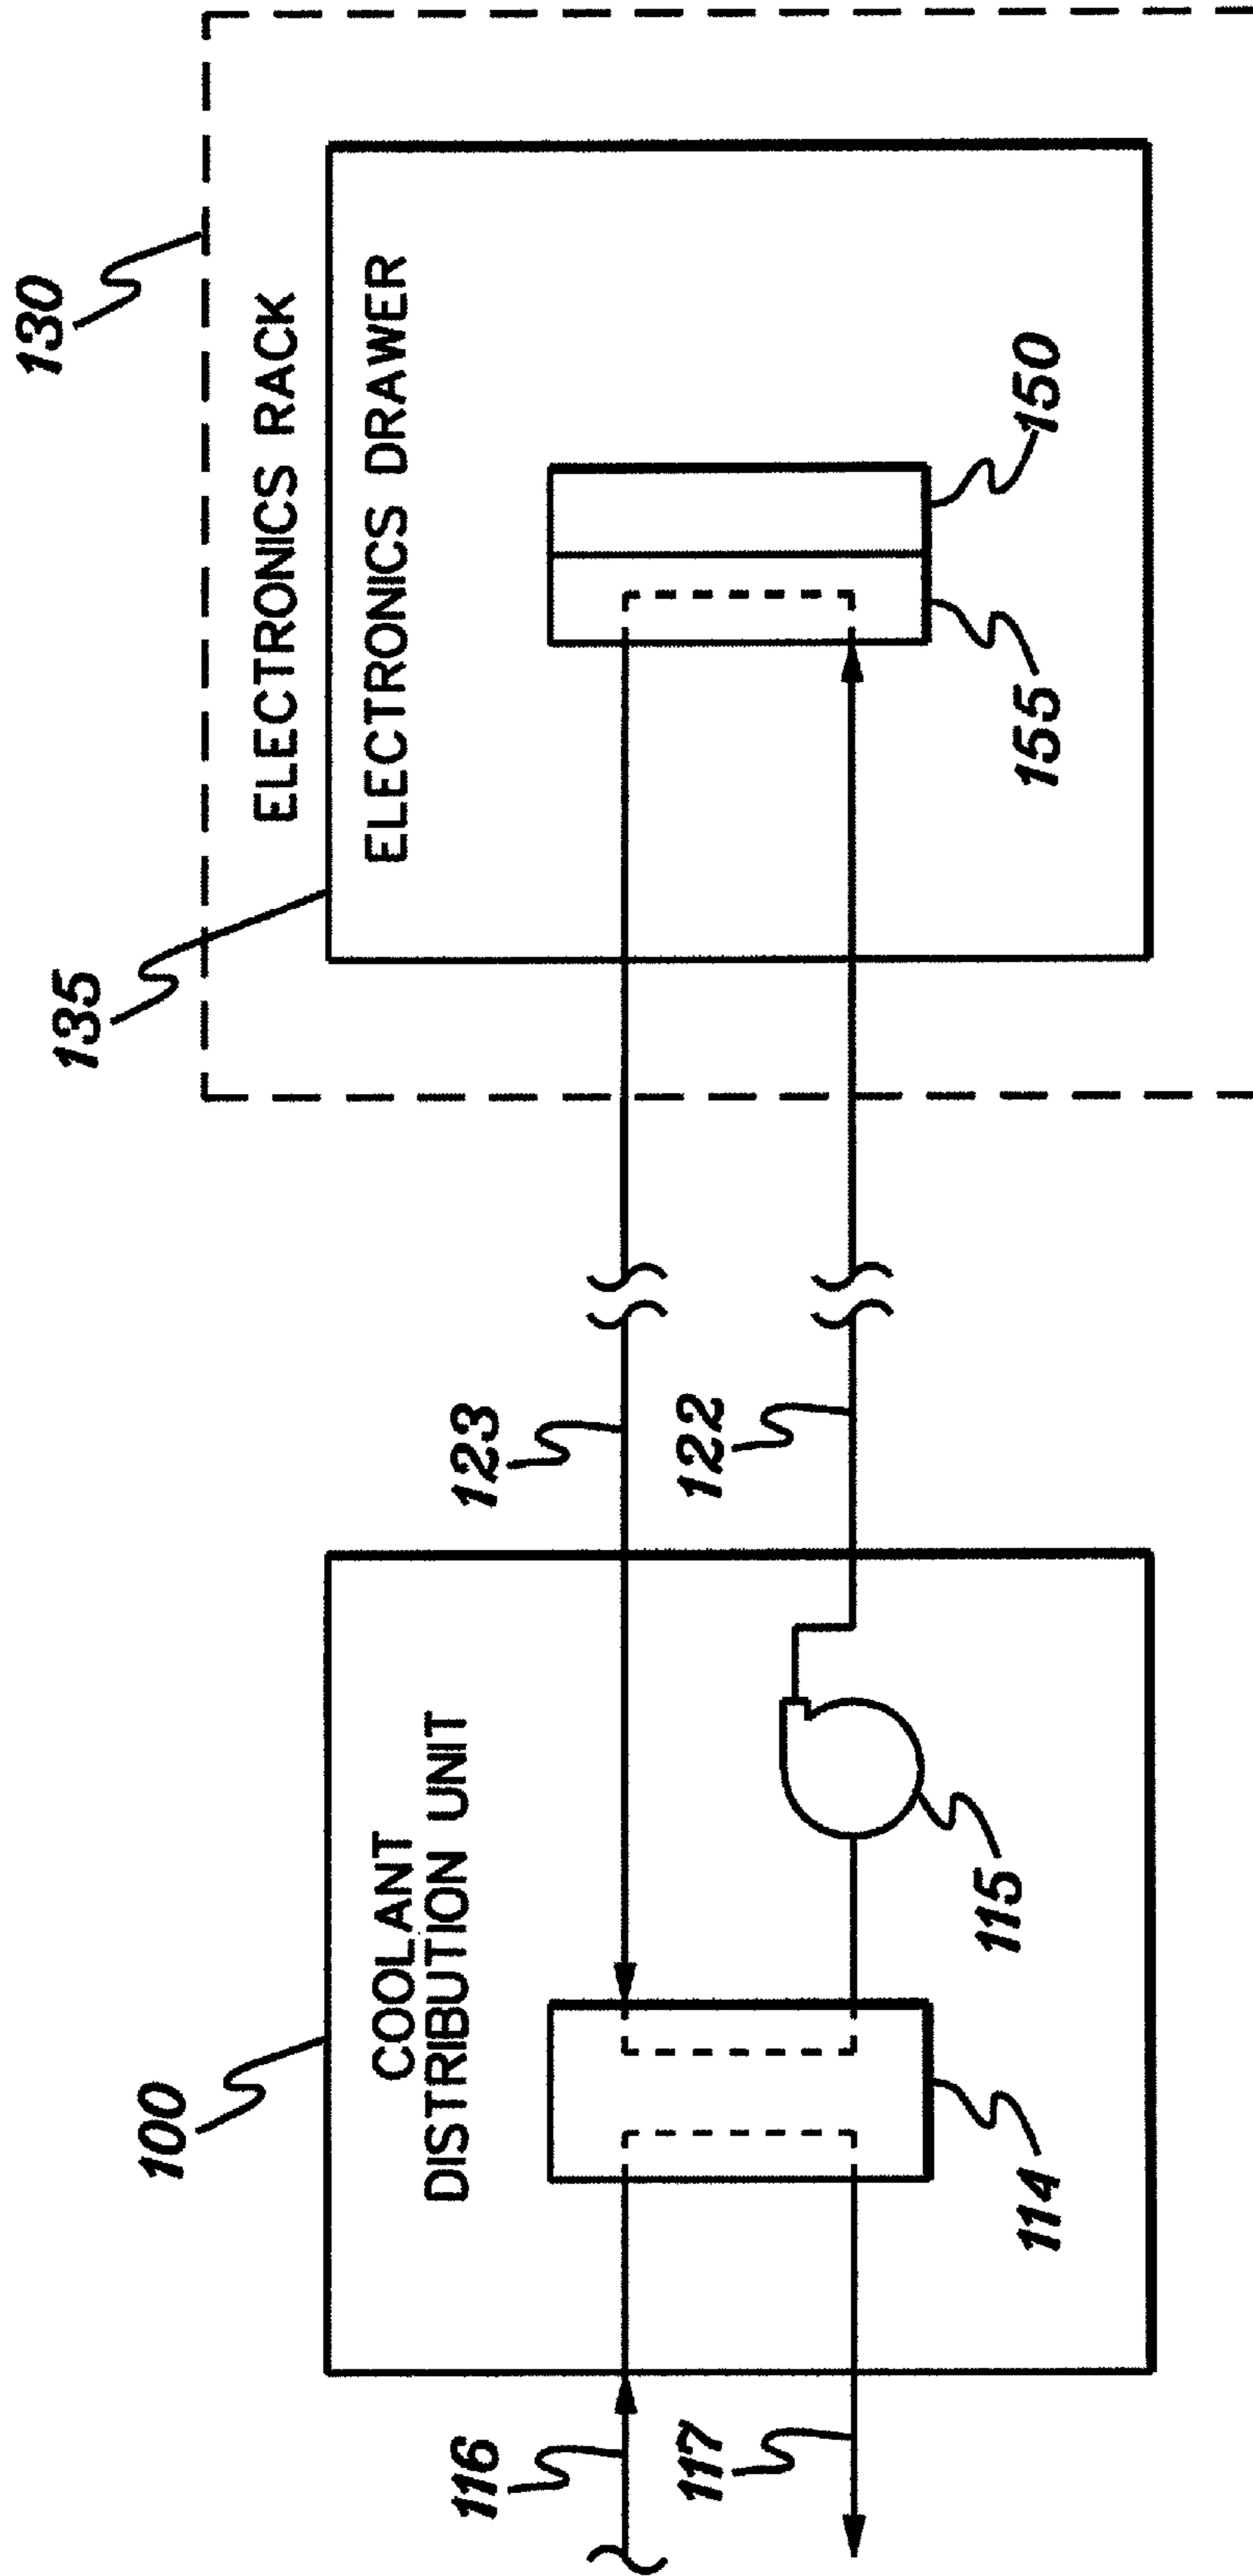 100
COOLANT
DISTRIBUTION UNIT
116
117
114
115
123
122
135
130
ELECTRONICS RACK
ELECTRONICS DRAWER
155
150